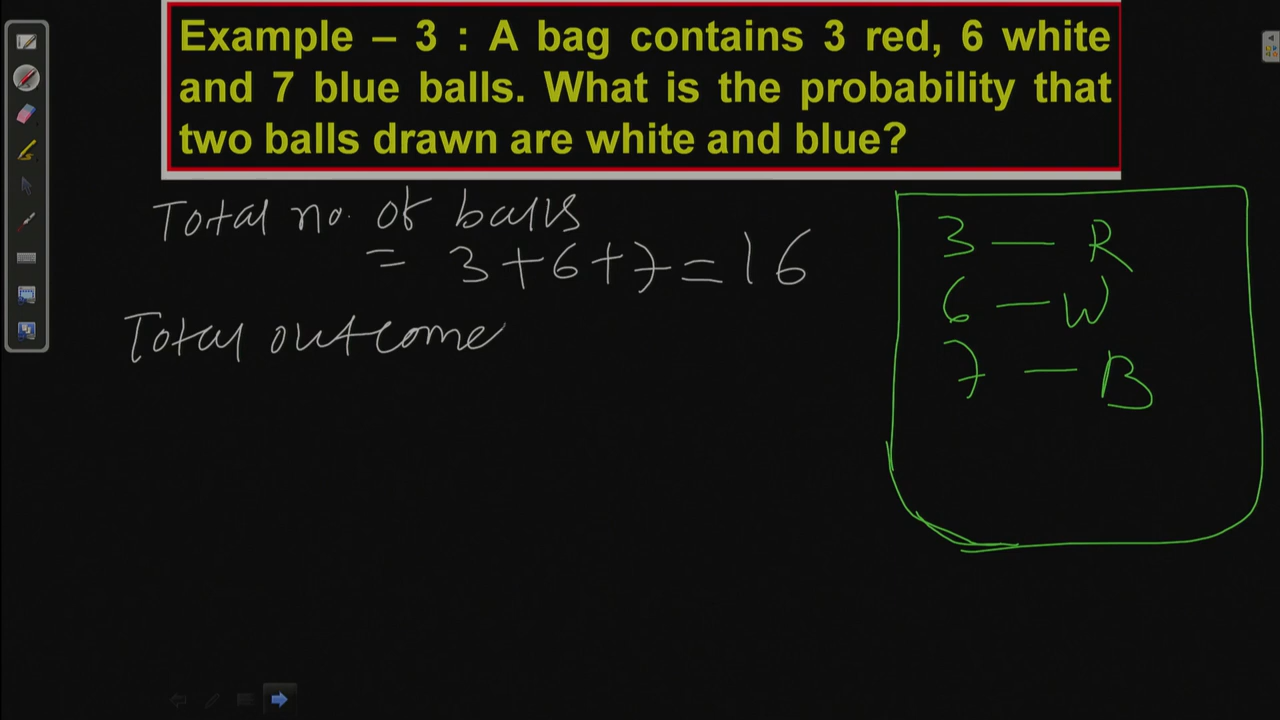 Example – 3 : A bag contains 3 red, 6 white
and 7 blue balls. What is the probability that
two balls drawn are white and blue?
Total no. of balls
= 3+6+7=16
Total outcome
3 — R
6 — W
7 — B